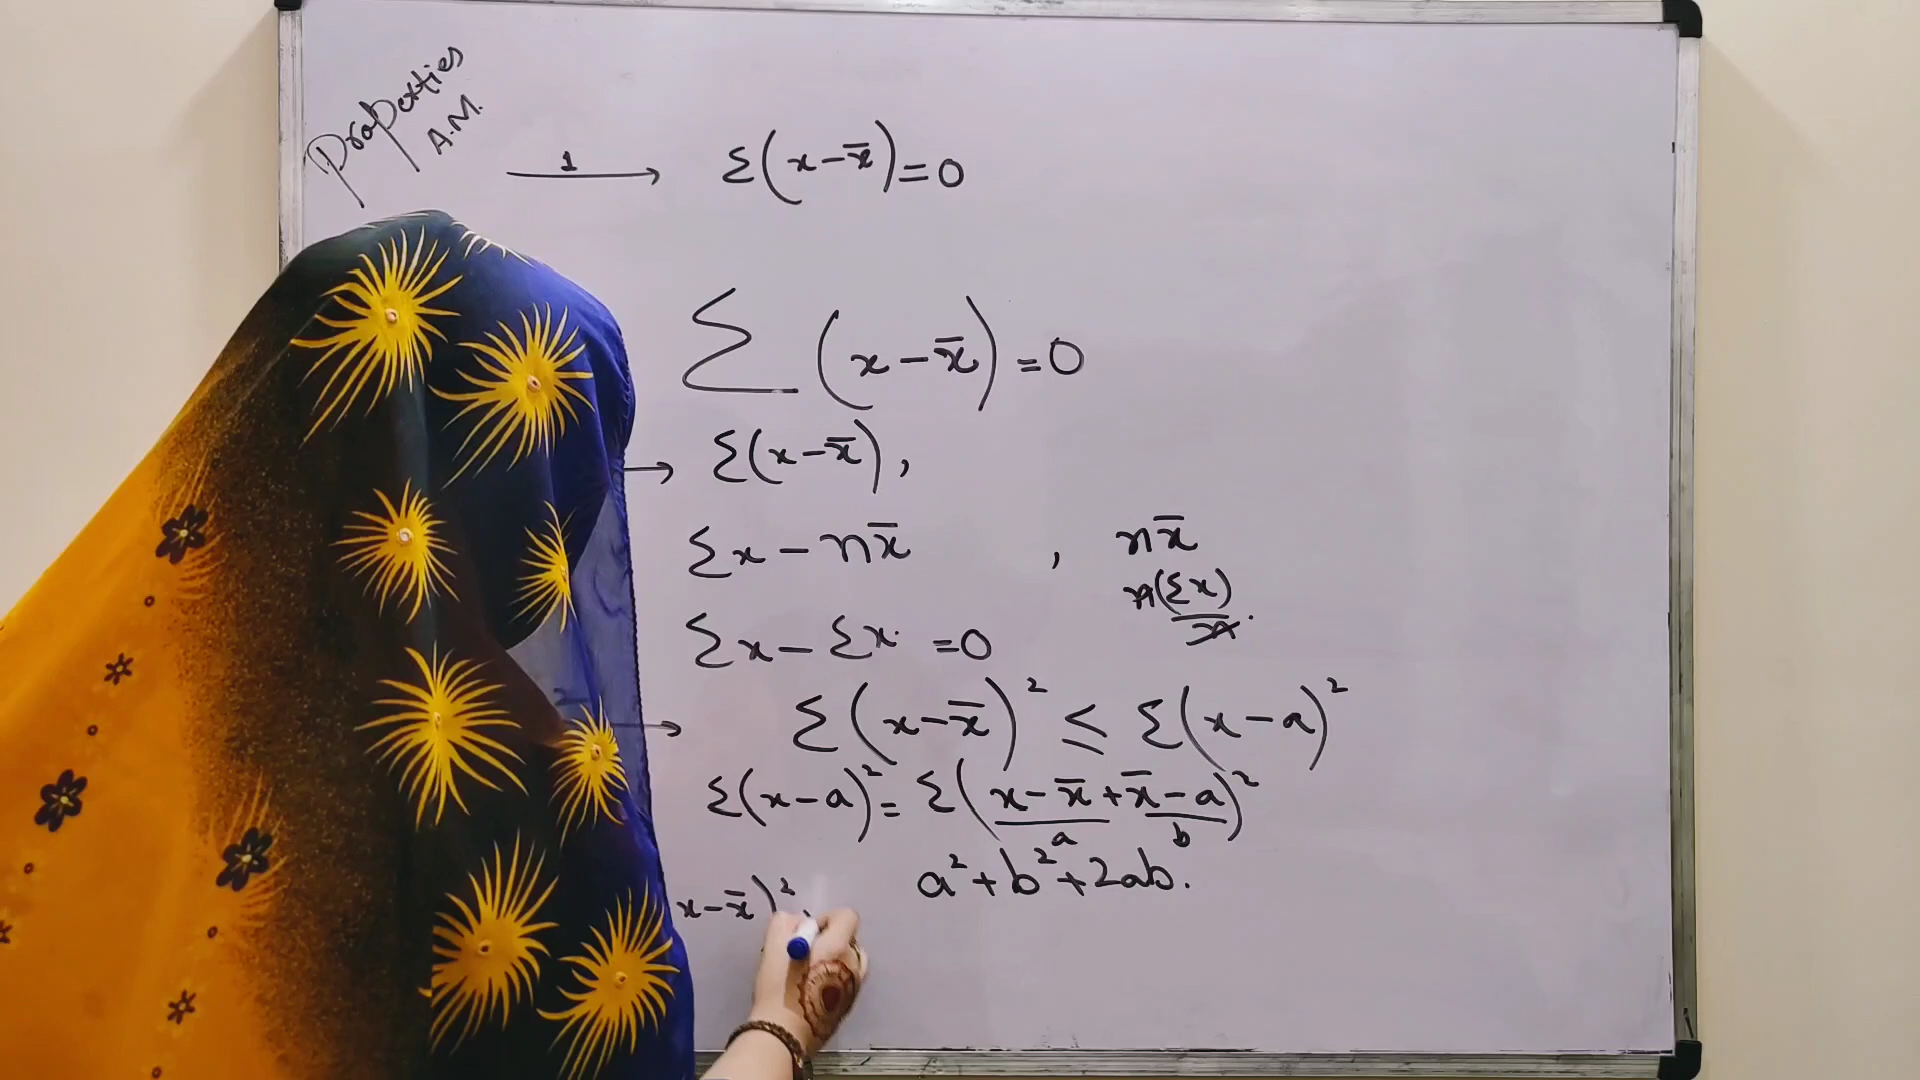 Properties
A.M.
1 → Σ(x-x̄)=0
Σ (x-x̄)=0
→ Σ(x-x̄),
Σx - nx̄ , nx̄
n(Σx)/n.
Σx - Σx =0
2 → Σ(x-x̄)² ≤ Σ(x-a)²
Σ(x-a)² = Σ(x-x̄+x̄-a)²
a b
a²+b²+2ab.
x-x̄)²